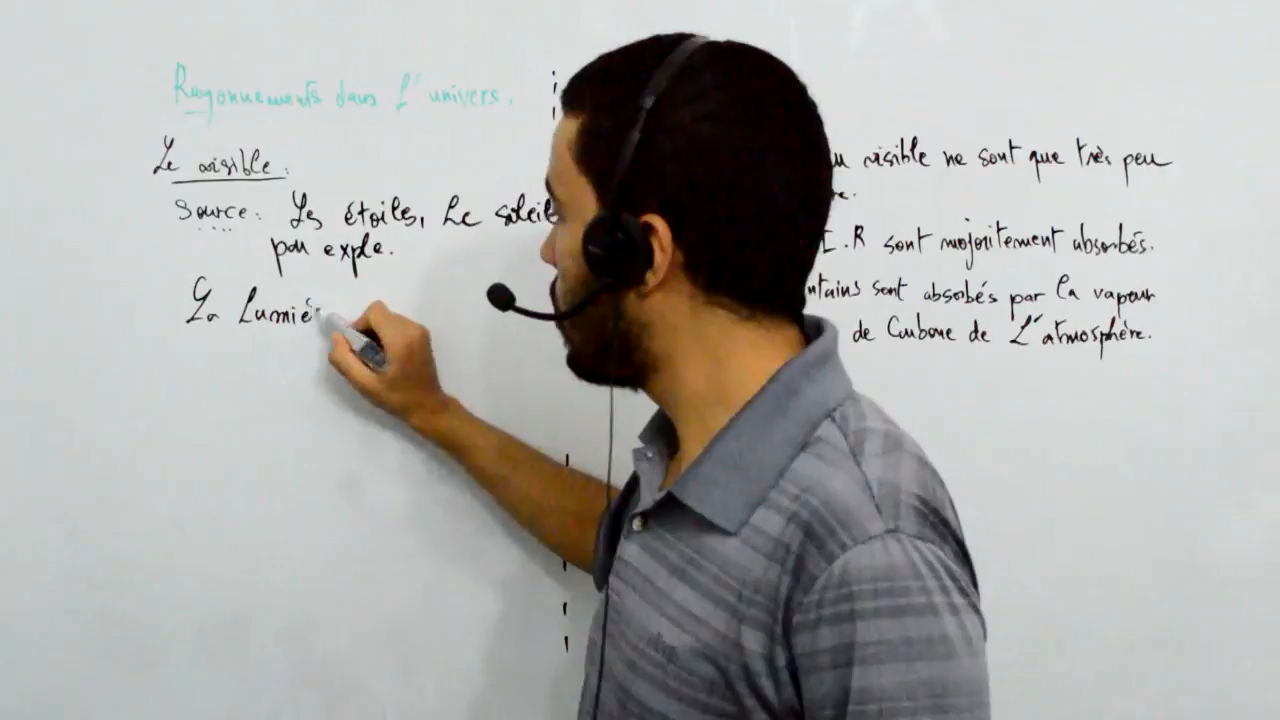 Rayonnements dans l'univers.
Le visible:
Source: Les étoiles, Le soleil
par exple.
La Lumiè
visible ne sont que très peu
I.R sont majoritement absorbés.
sont absorbés par la vapeur
de Carbone de L'atmosphère.